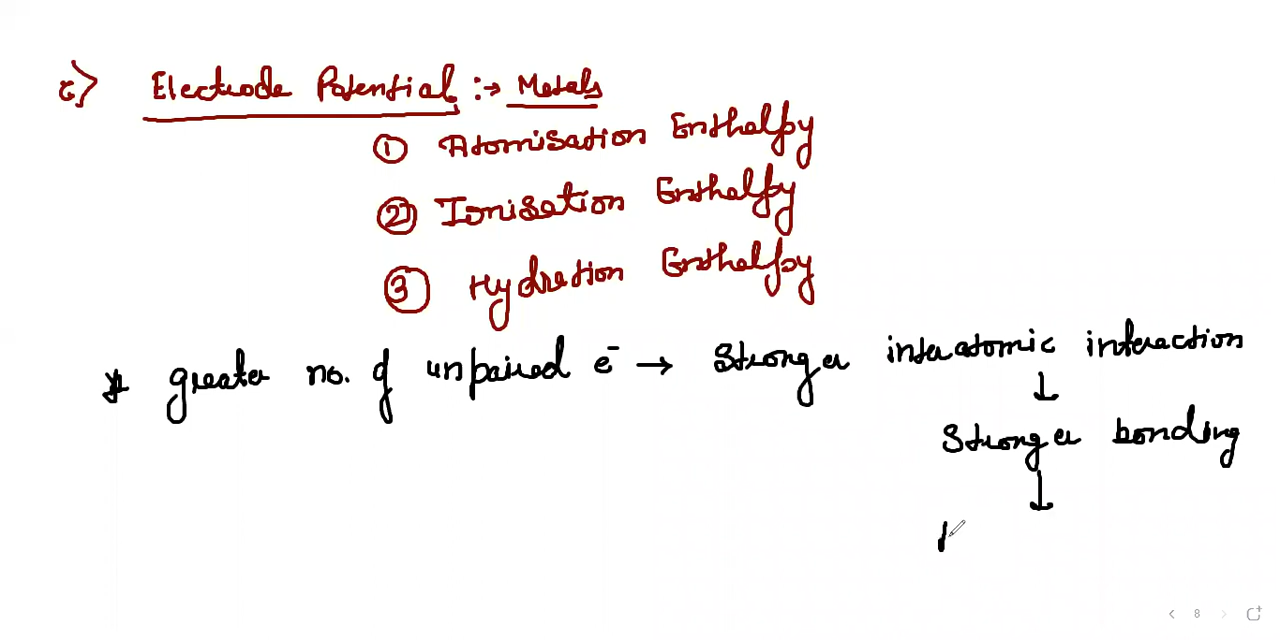 c) Electrode Potential :→ Metals
① Atomisation Enthalpy
② Ionisation Enthalpy
③ Hydration Enthalpy
* greater no. of unpaired e⁻ → Stronger interatomic interaction
↓
Stronger bonding
↓
8